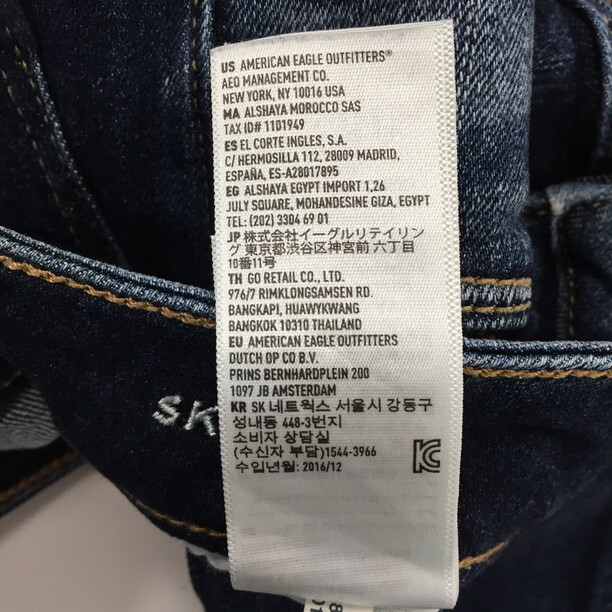 US AMERICAN EAGLE OUTFITTERS®
AEO MANAGEMENT CO.
NEW YORK, NY 10016 USA
MA ALSHAYA MOROCCO SAS
TAX ID# 1101949
ES EL CORTE INGLES, S.A.
C/ HERMOSILLA 112, 28009 MADRID,
ESPAÑA, ES-A28017895
EG ALSHAYA EGYPT IMPORT 1,26
JULY SQUARE, MOHANDESINE GIZA, EGYPT
TEL: (202) 3304 69 01
JP 株式会社イーグルリテイリン
グ 東京都渋谷区神宮前 六丁目
10番11号
TH GO RETAIL CO., LTD.
976/7 RIMKLONGSAMSEN RD.
BANGKAPI, HUAWYKWANG
BANGKOK 10310 THAILAND
EU AMERICAN EAGLE OUTFITTERS
DUTCH OP CO B.V.
PRINS BERNHARDPLEIN 200
1097 JB AMSTERDAM
KR SK 네트웍스 서울시 강동구
성내동 448-3번지
소비자 상담실
(수신자 부담)1544-3966
수입년월: 2016/12
KC
SK